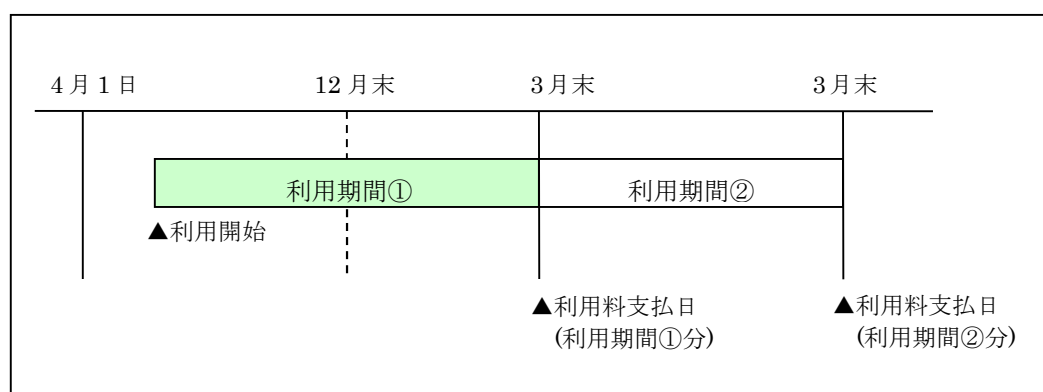 4月1日
12月末
3月末
3月末
利用期間①
利用期間②
▲利用開始
▲利用料支払日
(利用期間①分)
▲利用料支払日
(利用期間②分)